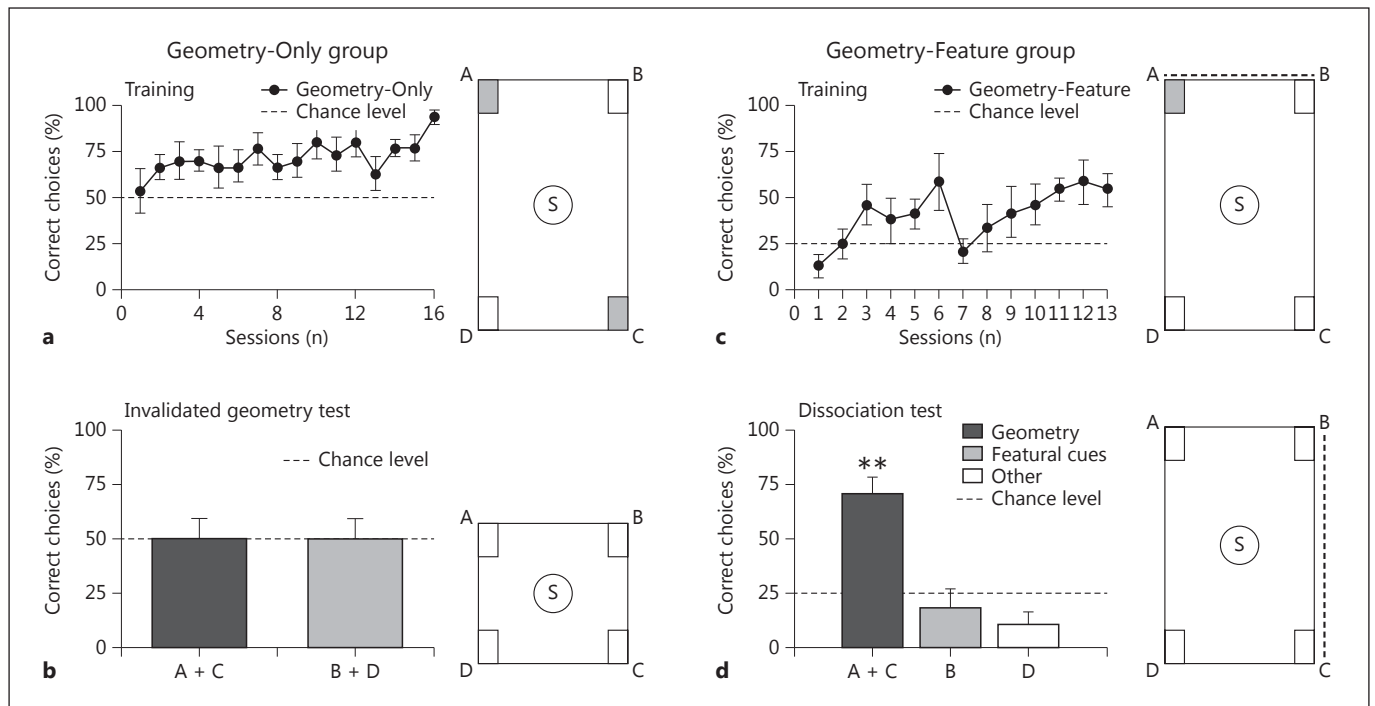 Geometry-Only group
Training
Geometry-Only
Chance level
Correct choices (%)
100
75
50
25
0
0 4 8 12 16
Sessions (n)
a
A B
S
D C
Geometry-Feature group
Training
Geometry-Feature
Chance level
Correct choices (%)
100
75
50
25
0
0 1 2 3 4 5 6 7 8 9 10 11 12 13
Sessions (n)
c
A B
S
D C
Invalidated geometry test
Chance level
Correct choices (%)
100
75
50
25
0
A + C B + D
b
A B
S
D C
Dissociation test
Geometry
Featural cues
Other
Chance level
**
Correct choices (%)
100
75
50
25
0
A + C B D
d
A B
S
D C